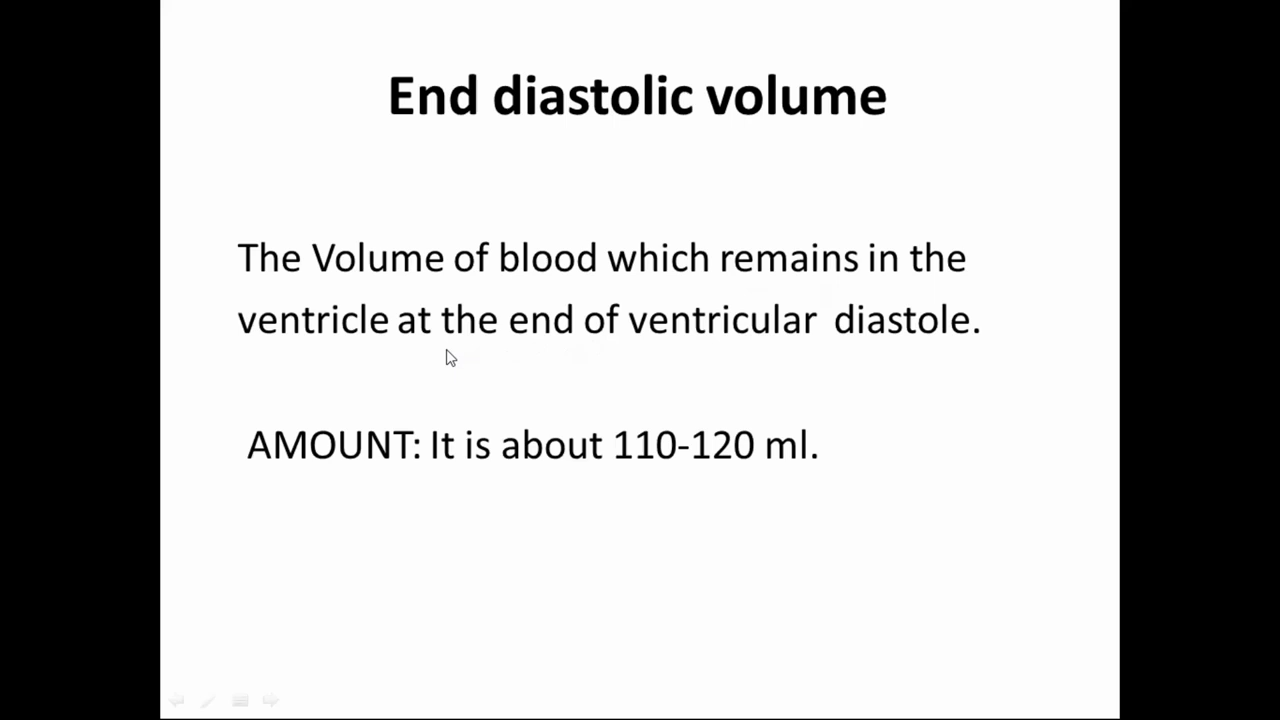 End diastolic volume
The Volume of blood which remains in the
ventricle at the end of ventricular diastole.
AMOUNT: It is about 110-120 ml.